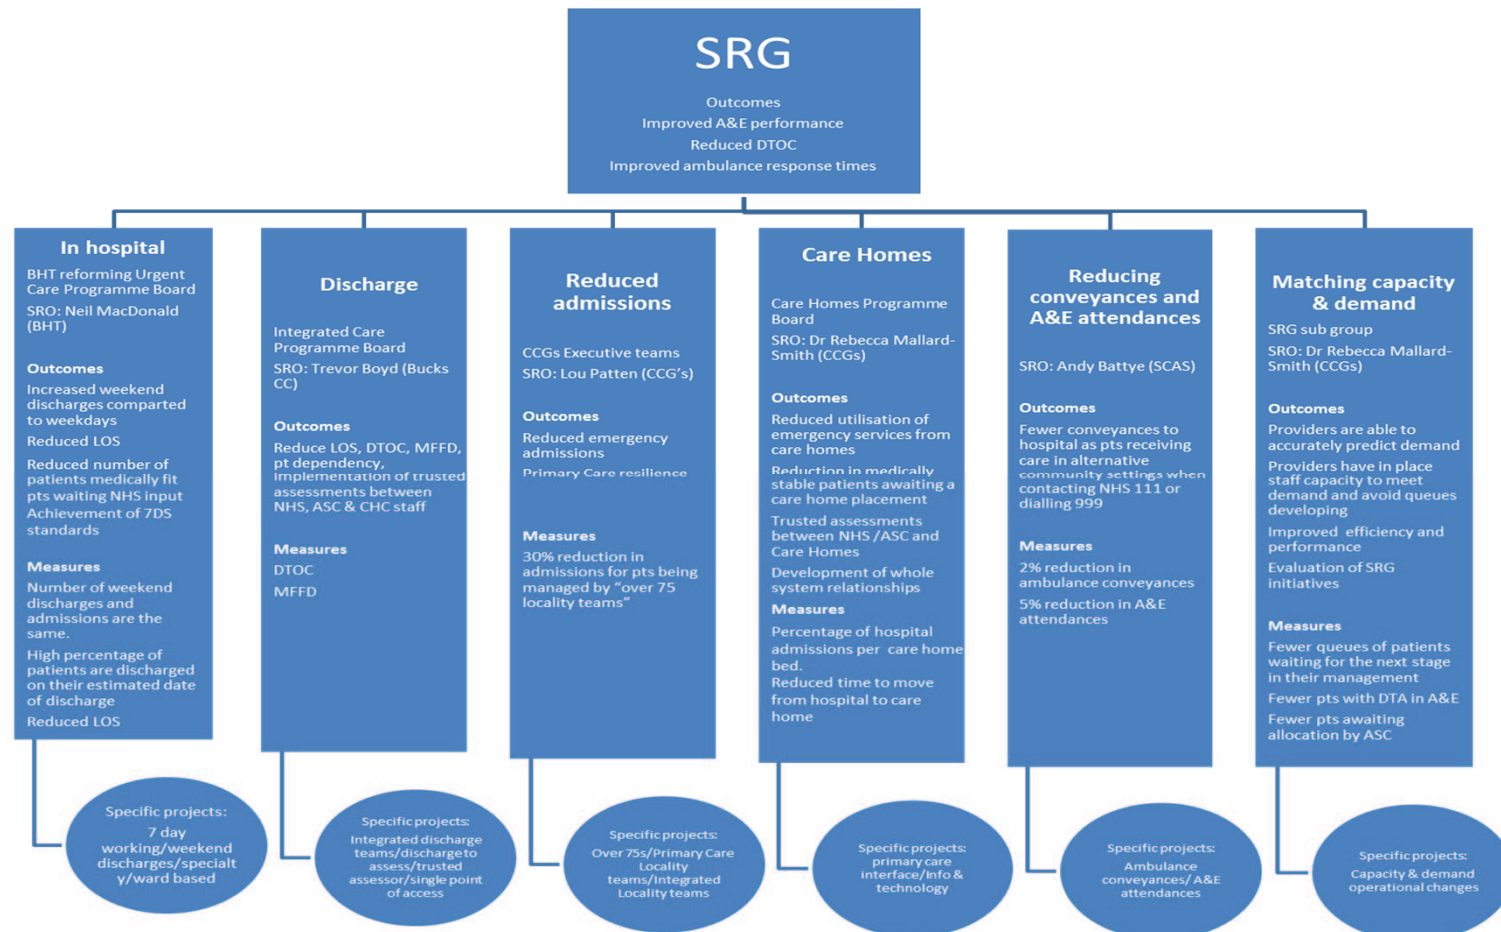 SRG
Outcomes
Improved A&E performance
Reduced DTOC
Improved ambulance response times
In hospital
BHT reforming Urgent
Care Programme Board
SRO: Neil MacDonald
(BHT)
Outcomes
Increased weekend
discharges comparted
to weekdays
Reduced LOS
Reduced number of
patients medically fit
pts waiting NHS input
Achievement of 7DS
standards
Measures
Number of weekend
discharges and
admissions are the
same.
High percentage of
patients are discharged
on their estimated date
of discharge
Reduced LOS
Specific projects:
7 day
working/weekend
discharges/specialt
y/ward based
Discharge
Integrated Care
Programme Board
SRO: Trevor Boyd (Bucks
CC)
Outcomes
Reduce LOS, DTOC, MFFD,
pt dependency,
Implementation of trusted
assessments between
NHS, ASC & CHC staff
Measures
DTOC
MFFD
Specific projects:
Integrated discharge
teams/discharge to
assess/trusted
assessor/single point
of access
Reduced
admissions
CCGs Executive teams
SRO: Lou Patten (CCG's)
Outcomes
Reduced emergency
admissions
Primary Care resilience
Measures
30% reduction in
admissions for pts being
managed by "over 75
locality teams"
Specific projects:
Over 75s/Primary Care
Locality
teams/Integrated
Locality teams
Care Homes
Care Homes Programme
Board
SRO: Dr Rebecca Mallard-
Smith (CCGs)
Outcomes
Reduced utilisation of
emergency services from
care homes
Reduction in medically
stable patients awaiting a
care home placement
Trusted assessments
between NHS /ASC and
Care Homes
Development of whole
system relationships
Measures
Percentage of hospital
admissions per care home
bed.
Reduced time to move
from hospital to care
home
Specific projects:
primary care
interface/Info &
technology
Reducing
conveyances and
A&E attendances
SRO: Andy Battye (SCAS)
Outcomes
Fewer conveyances to
hospital as pts receiving
care in alternative
community settings when
contacting NHS 111 or
dialling 999
Measures
2% reduction in
ambulance conveyances
5% reduction in A&E
attendances
Specific projects:
Ambulance
conveyances/ A&E
attendances
Matching capacity
& demand
SRG sub group
SRO: Dr Rebecca Mallard-
Smith (CCGs)
Outcomes
Providers are able to
accurately predict demand
Providers have in place
staff capacity to meet
demand and avoid queues
developing
Improved efficiency and
performance
Evaluation of SRG
initiatives
Measures
Fewer queues of patients
waiting for the next stage
in their management
Fewer pts with DTA in A&E
Fewer pts awaiting
allocation by ASC
Specific projects:
Capacity & demand
operational changes